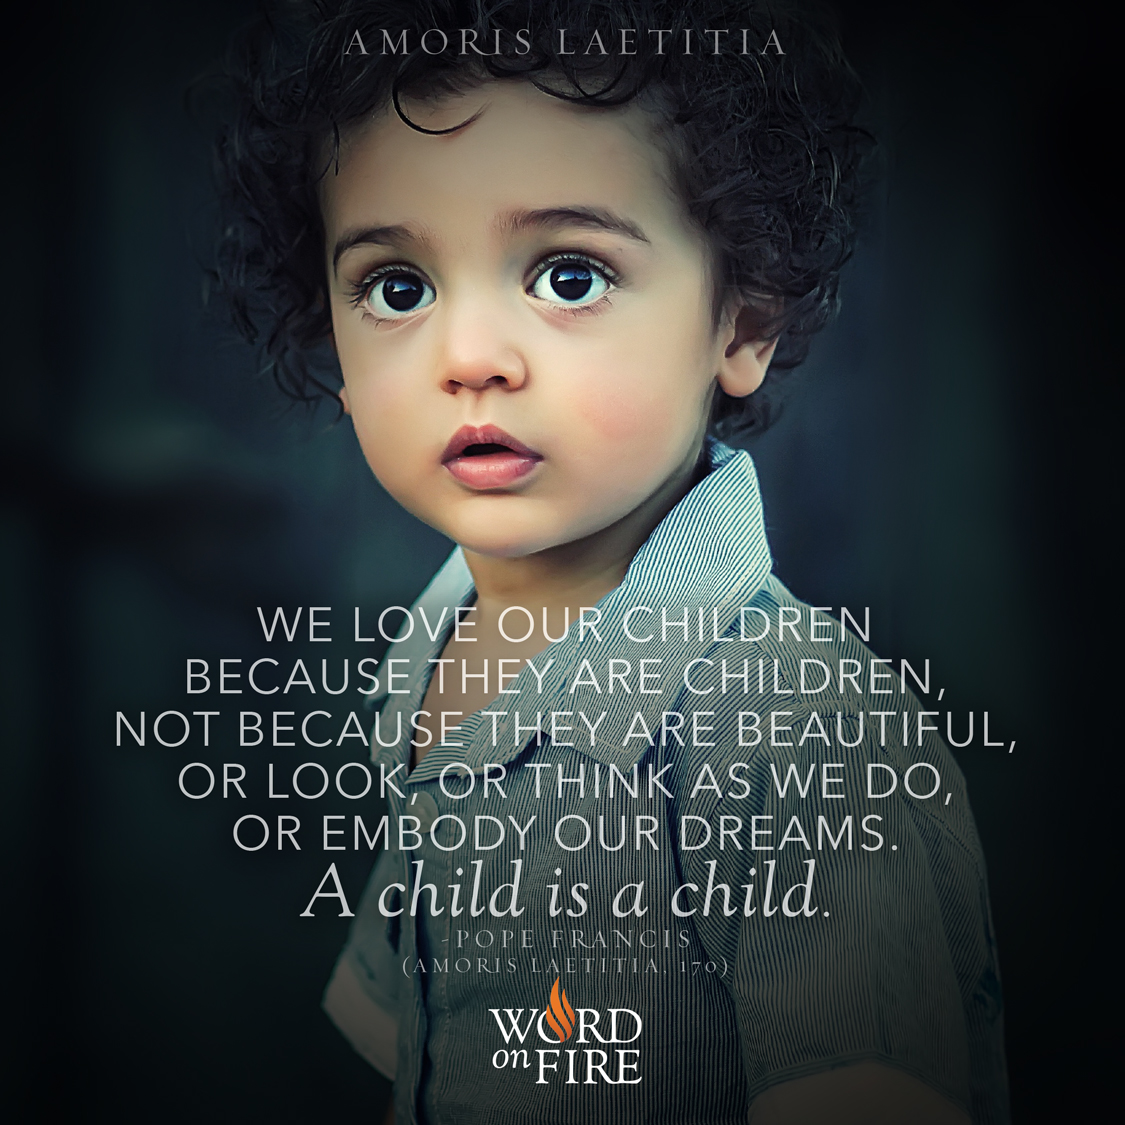 AMORIS LAETITIA
WE LOVE OUR CHILDREN
BECAUSE THEY ARE CHILDREN,
NOT BECAUSE THEY ARE BEAUTIFUL,
OR LOOK, OR THINK AS WE DO,
OR EMBODY OUR DREAMS.
A child is a child.
-POPE FRANCIS
(AMORIS LAETITIA, 170)
WORD
on FIRE